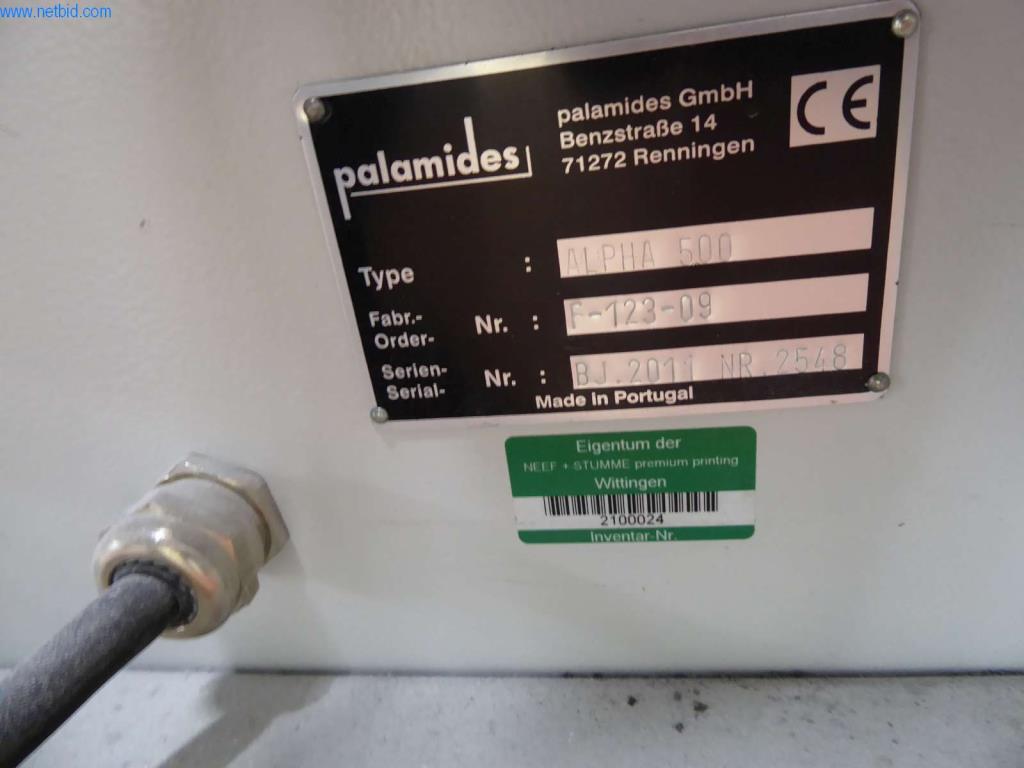 www.netbid.com
palamides
palamides GmbH
Benzstraße 14
71272 Renningen
CE
Type : ALPHA 500
Fabr.-
Order- Nr. : F-123-09
Serien-
Serial- Nr. : BJ.2011 NR.2548
Made in Portugal
Eigentum der
NEEF + STUMME premium printing
Wittingen
2100024
Inventar-Nr.